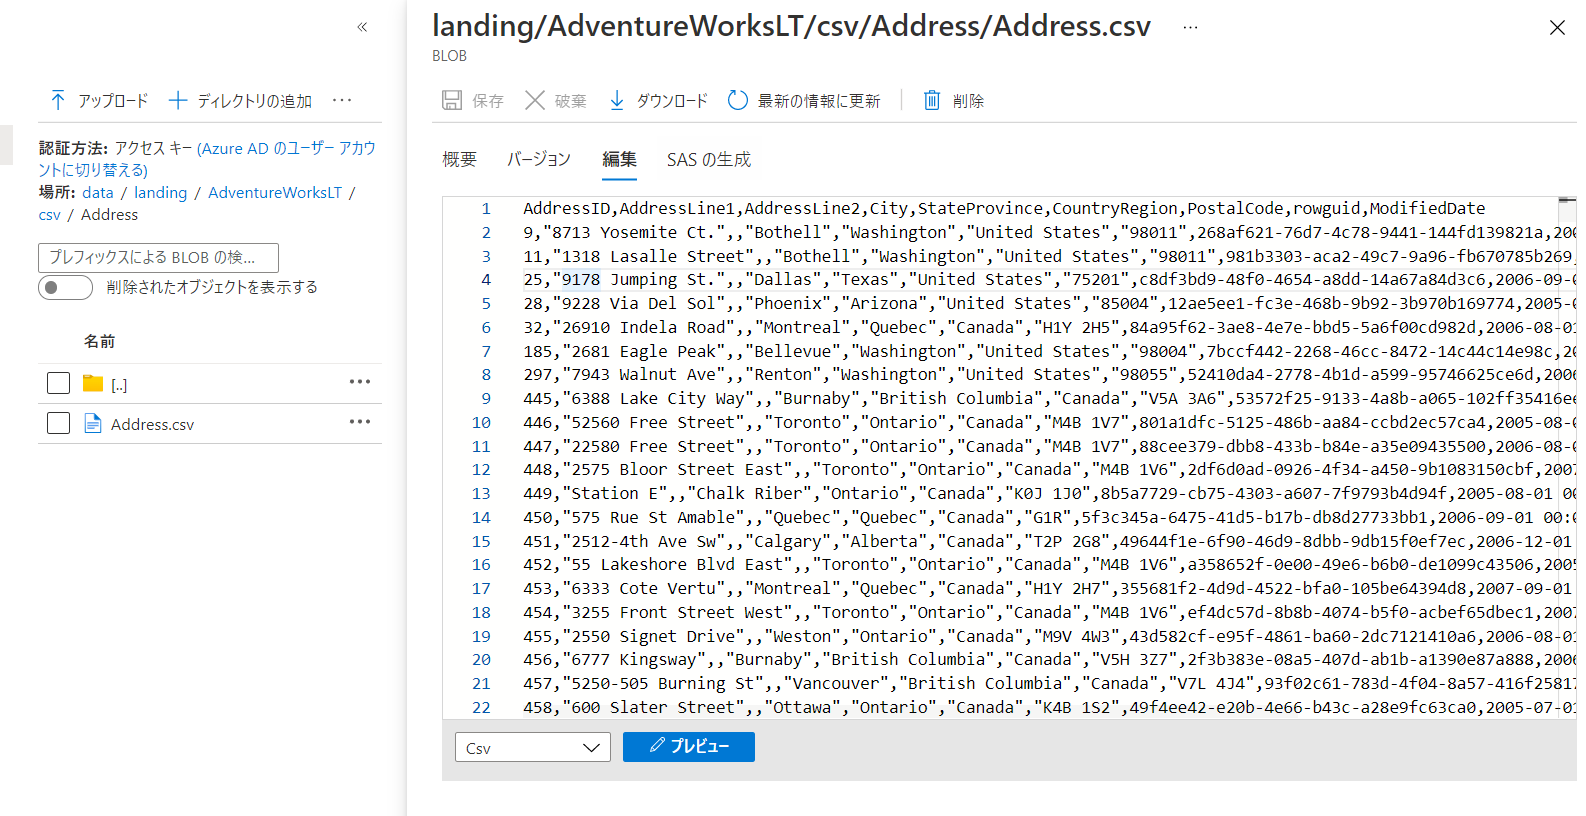 «
アップロード ディレクトリの追加 ···
認証方法: アクセス キー (Azure AD のユーザー アカウ
ントに切り替える)
場所: data / landing / AdventureWorksLT /
csv / Address
プレフィックスによる BLOB の検...
削除されたオブジェクトを表示する
名前
[..] •••
Address.csv •••
landing/AdventureWorksLT/csv/Address/Address.csv ···
BLOB
保存 破棄 ダウンロード 最新の情報に更新 削除
概要 バージョン 編集 SAS の生成
1 AddressID,AddressLine1,AddressLine2,City,StateProvince,CountryRegion,PostalCode,rowguid,ModifiedDate
2 9,"8713 Yosemite Ct.",,"Bothell","Washington","United States","98011",268af621-76d7-4c78-9441-144fd139821a,200
3 11,"1318 Lasalle Street",,"Bothell","Washington","United States","98011",981b3303-aca2-49c7-9a96-fb670785b269,
4 25,"9178 Jumping St.",,"Dallas","Texas","United States","75201",c8df3bd9-48f0-4654-a8dd-14a67a84d3c6,2006-09-0
5 28,"9228 Via Del Sol",,"Phoenix","Arizona","United States","85004",12ae5ee1-fc3e-468b-9b92-3b970b169774,2005-0
6 32,"26910 Indela Road",,"Montreal","Quebec","Canada","H1Y 2H5",84a95f62-3ae8-4e7e-bbd5-5a6f00cd982d,2006-08-01
7 185,"2681 Eagle Peak",,"Bellevue","Washington","United States","98004",7bccf442-2268-46cc-8472-14c44c14e98c,20
8 297,"7943 Walnut Ave",,"Renton","Washington","United States","98055",52410da4-2778-4b1d-a599-95746625ce6d,2006
9 445,"6388 Lake City Way",,"Burnaby","British Columbia","Canada","V5A 3A6",53572f25-9133-4a8b-a065-102ff35416ee
10 446,"52560 Free Street",,"Toronto","Ontario","Canada","M4B 1V7",801a1dfc-5125-486b-aa84-ccbd2ec57ca4,2005-08-0
11 447,"22580 Free Street",,"Toronto","Ontario","Canada","M4B 1V7",88cee379-dbb8-433b-b84e-a35e09435500,2006-08-0
12 448,"2575 Bloor Street East",,"Toronto","Ontario","Canada","M4B 1V6",2df6d0ad-0926-4f34-a450-9b1083150cbf,2007
13 449,"Station E",,"Chalk Riber","Ontario","Canada","K0J 1J0",8b5a7729-cb75-4303-a607-7f9793b4d94f,2005-08-01 00
14 450,"575 Rue St Amable",,"Quebec","Quebec","Canada","G1R",5f3c345a-6475-41d5-b17b-db8d27733bb1,2006-09-01 00:0
15 451,"2512-4th Ave Sw",,"Calgary","Alberta","Canada","T2P 2G8",49644f1e-6f90-46d9-8dbb-9db15f0ef7ec,2006-12-01
16 452,"55 Lakeshore Blvd East",,"Toronto","Ontario","Canada","M4B 1V6",a358652f-0e00-49e6-b6b0-de1099c43506,2005
17 453,"6333 Cote Vertu",,"Montreal","Quebec","Canada","H1Y 2H7",355681f2-4d9d-4522-bfa0-105be64394d8,2007-09-01
18 454,"3255 Front Street West",,"Toronto","Ontario","Canada","M4B 1V6",ef4dc57d-8b8b-4074-b5f0-acbef65dbec1,2007
19 455,"2550 Signet Drive",,"Weston","Ontario","Canada","M9V 4W3",43d582cf-e95f-4861-ba60-2dc7121410a6,2006-08-01
20 456,"6777 Kingsway",,"Burnaby","British Columbia","Canada","V5H 3Z7",2f3b383e-08a5-407d-ab1b-a1390e87a888,2006
21 457,"5250-505 Burning St",,"Vancouver","British Columbia","Canada","V7L 4J4",93f02c61-783d-4f04-8a57-416f25817
22 458,"600 Slater Street",,"Ottawa","Ontario","Canada","K4B 1S2",49f4ee42-e20b-4e66-b43c-a28e9fc63ca0,2005-07-01
Csv プレビュー